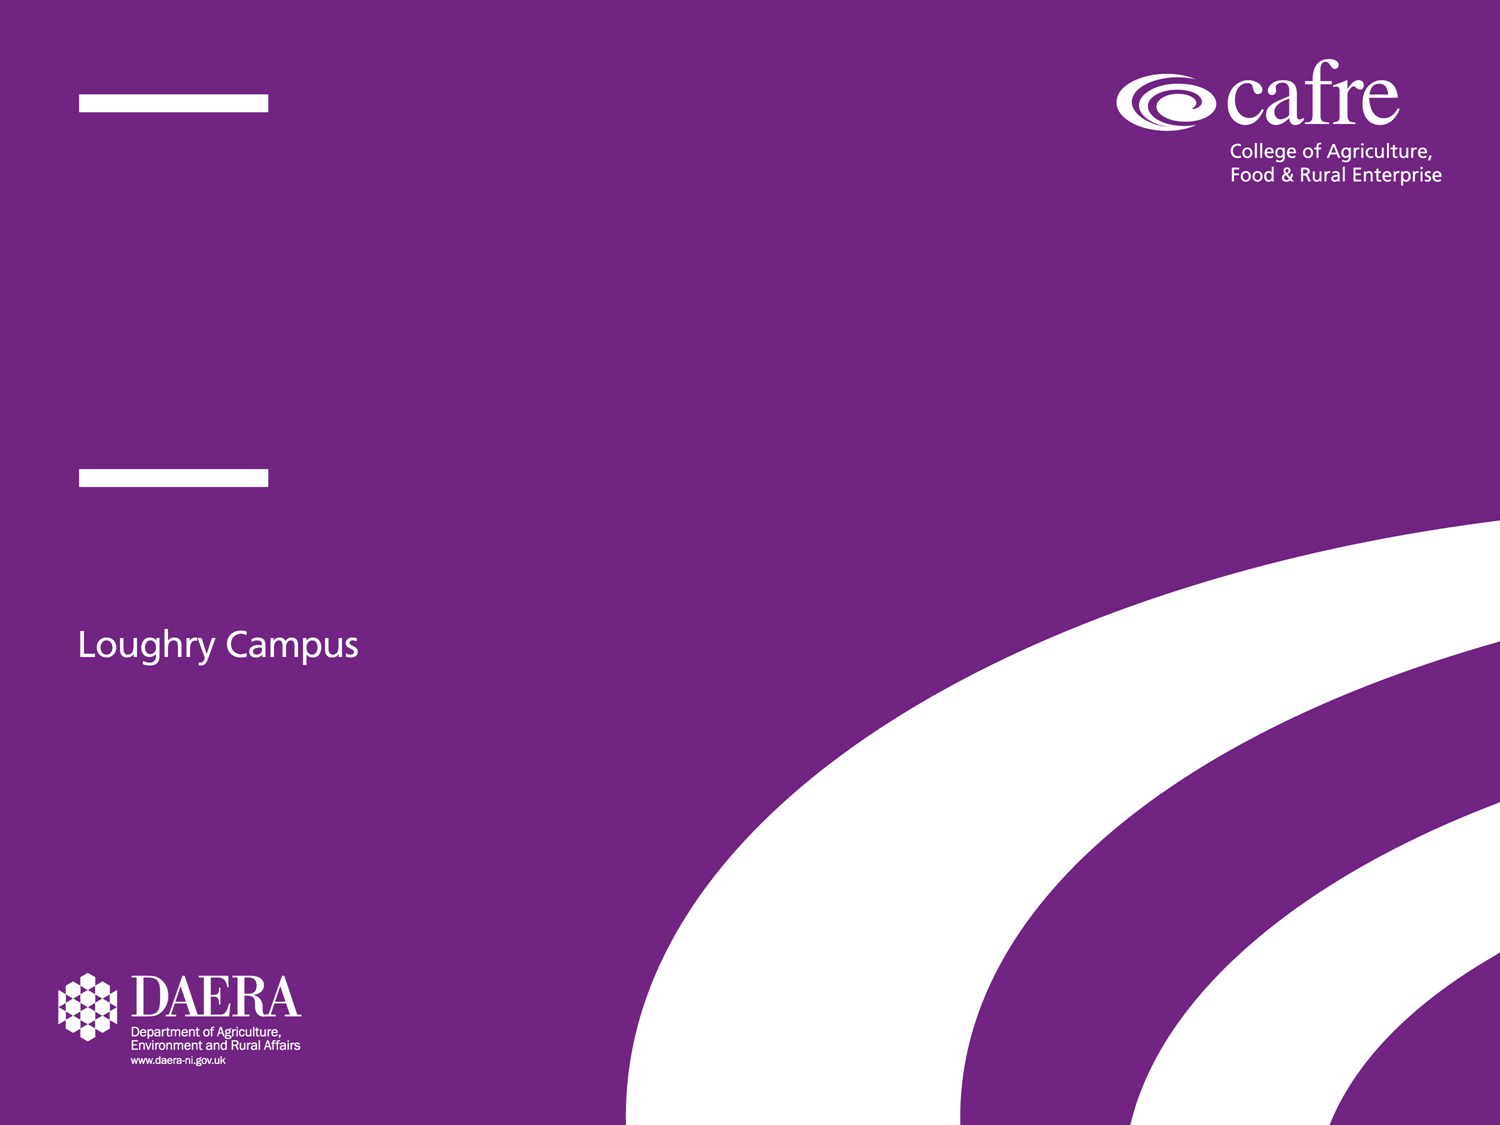 cafre
College of Agriculture,
Food & Rural Enterprise
Loughry Campus
DAERA
Department of Agriculture,
Environment and Rural Affairs
www.daera-ni.gov.uk